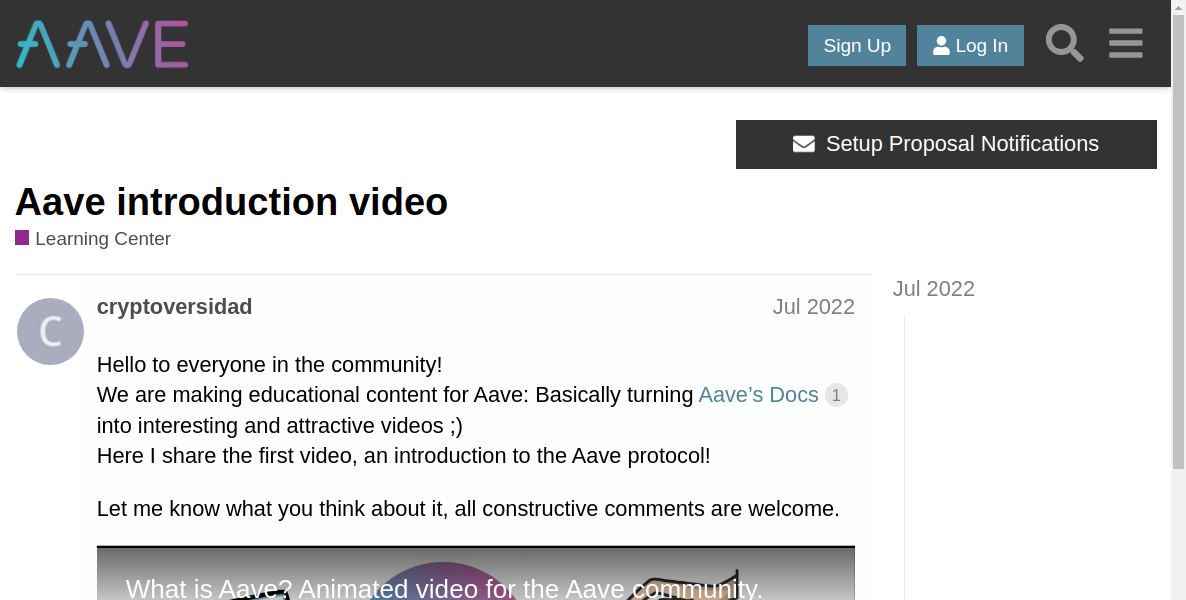 AAVE
Sign Up
Log In
Setup Proposal Notifications
Aave introduction video
Learning Center
Jul 2022
C
cryptoversidad
Jul 2022
Hello to everyone in the community!
We are making educational content for Aave: Basically turning Aave’s Docs 1
into interesting and attractive videos ;)
Here I share the first video, an introduction to the Aave protocol!
Let me know what you think about it, all constructive comments are welcome.
What is Aave? Animated video for the Aave community.